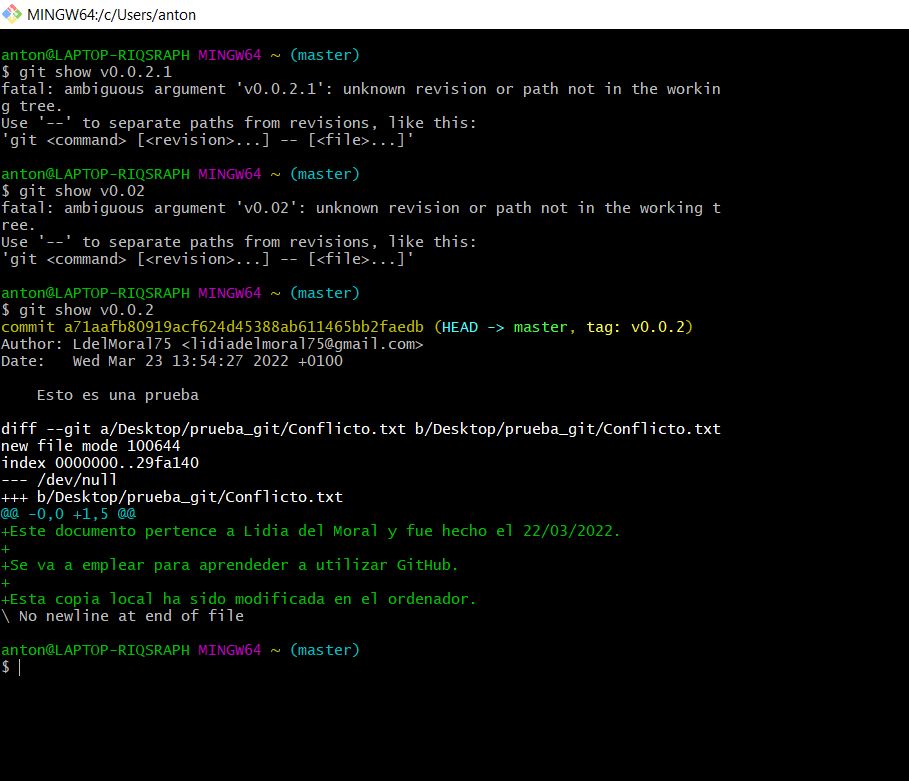 MINGW64:/c/Users/anton
anton@LAPTOP-RIQSRAPH MINGW64 ~ (master)
$ git show v0.0.2.1
fatal: ambiguous argument 'v0.0.2.1': unknown revision or path not in the workin
g tree.
Use '--' to separate paths from revisions, like this:
'git <command> [<revision>...] -- [<file>...]'
anton@LAPTOP-RIQSRAPH MINGW64 ~ (master)
$ git show v0.02
fatal: ambiguous argument 'v0.02': unknown revision or path not in the working t
ree.
Use '--' to separate paths from revisions, like this:
'git <command> [<revision>...] -- [<file>...]'
anton@LAPTOP-RIQSRAPH MINGW64 ~ (master)
$ git show v0.0.2
commit a71aafb80919acf624d45388ab611465bb2faedb (HEAD -> master, tag: v0.0.2)
Author: LdelMoral75 <lidiadelmoral75@gmail.com>
Date:   Wed Mar 23 13:54:27 2022 +0100
    Esto es una prueba
diff --git a/Desktop/prueba_git/Conflicto.txt b/Desktop/prueba_git/Conflicto.txt
new file mode 100644
index 0000000..29fa140
--- /dev/null
+++ b/Desktop/prueba_git/Conflicto.txt
@@ -0,0 +1,5 @@
+Este documento pertence a Lidia del Moral y fue hecho el 22/03/2022.
+
+Se va a emplear para aprendeder a utilizar GitHub.
+
+Esta copia local ha sido modificada en el ordenador.
\ No newline at end of file
anton@LAPTOP-RIQSRAPH MINGW64 ~ (master)
$